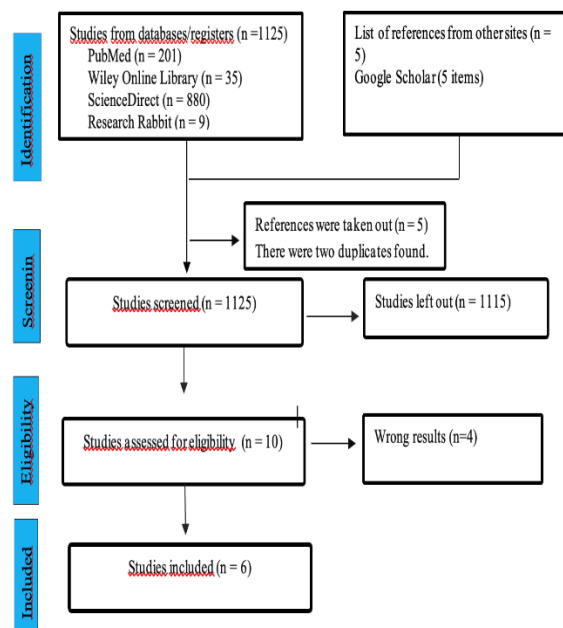 Identification
Studies from databases/registers (n =1125)
PubMed (n = 201)
Wiley Online Library (n = 35)
ScienceDirect (n = 880)
Research Rabbit (n = 9)
List of references from other sites (n =
5)
Google Scholar (5 items)
References were taken out (n = 5)
There were two duplicates found.
Screenin
Studies screened (n = 1125)
Studies left out (n = 1115)
Eligibility
Studies assessed for eligibility (n = 10)
Wrong results (n=4)
Included
Studies included (n = 6)